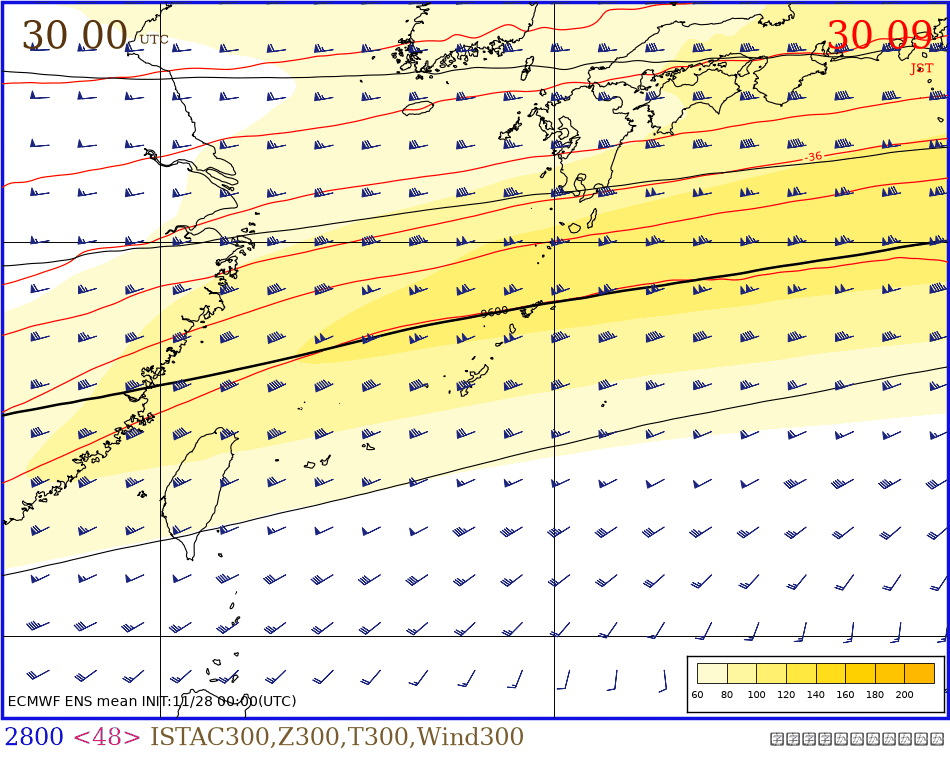 30 00 UTC 30 09
JST
-36
9600
60 80 100 120 140 160 180 200
ECMWF ENS mean INIT:11/28 00:00(UTC)
2800 <48> ISTAC300,Z300,T300,Wind300